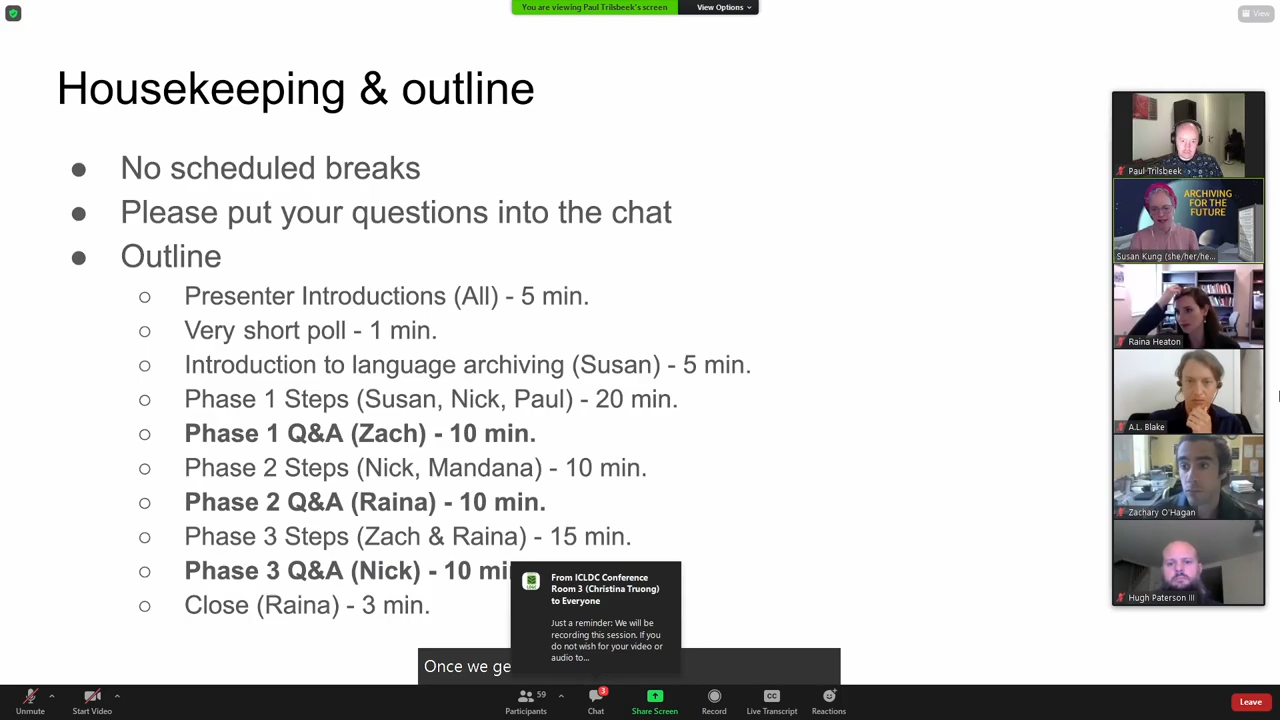 You are viewing Paul Trilsbeek's screen
View Options
View
Housekeeping & outline
● No scheduled breaks
● Please put your questions into the chat
● Outline
○ Presenter Introductions (All) - 5 min.
○ Very short poll - 1 min.
○ Introduction to language archiving (Susan) - 5 min.
○ Phase 1 Steps (Susan, Nick, Paul) - 20 min.
○ Phase 1 Q&A (Zach) - 10 min.
○ Phase 2 Steps (Nick, Mandana) - 10 min.
○ Phase 2 Q&A (Raina) - 10 min.
○ Phase 3 Steps (Zach & Raina) - 15 min.
○ Phase 3 Q&A (Nick) - 10 min
○ Close (Raina) - 3 min.
Paul Trilsbeek
ARCHIVING
FOR THE
FUTURE
Susan Kung (she/her/he...
Raina Heaton
A.L. Blake
Zachary O'Hagan
Hugh Paterson III
From ICLDC Conference
Room 3 (Christina Truong)
to Everyone
Just a reminder: We will be
recording this session. If you
do not wish for your video or
audio to...
Once we ge
Unmute
Start Video
59
Participants
3
Chat
Share Screen
Record
CC
Live Transcript
Reactions
Leave